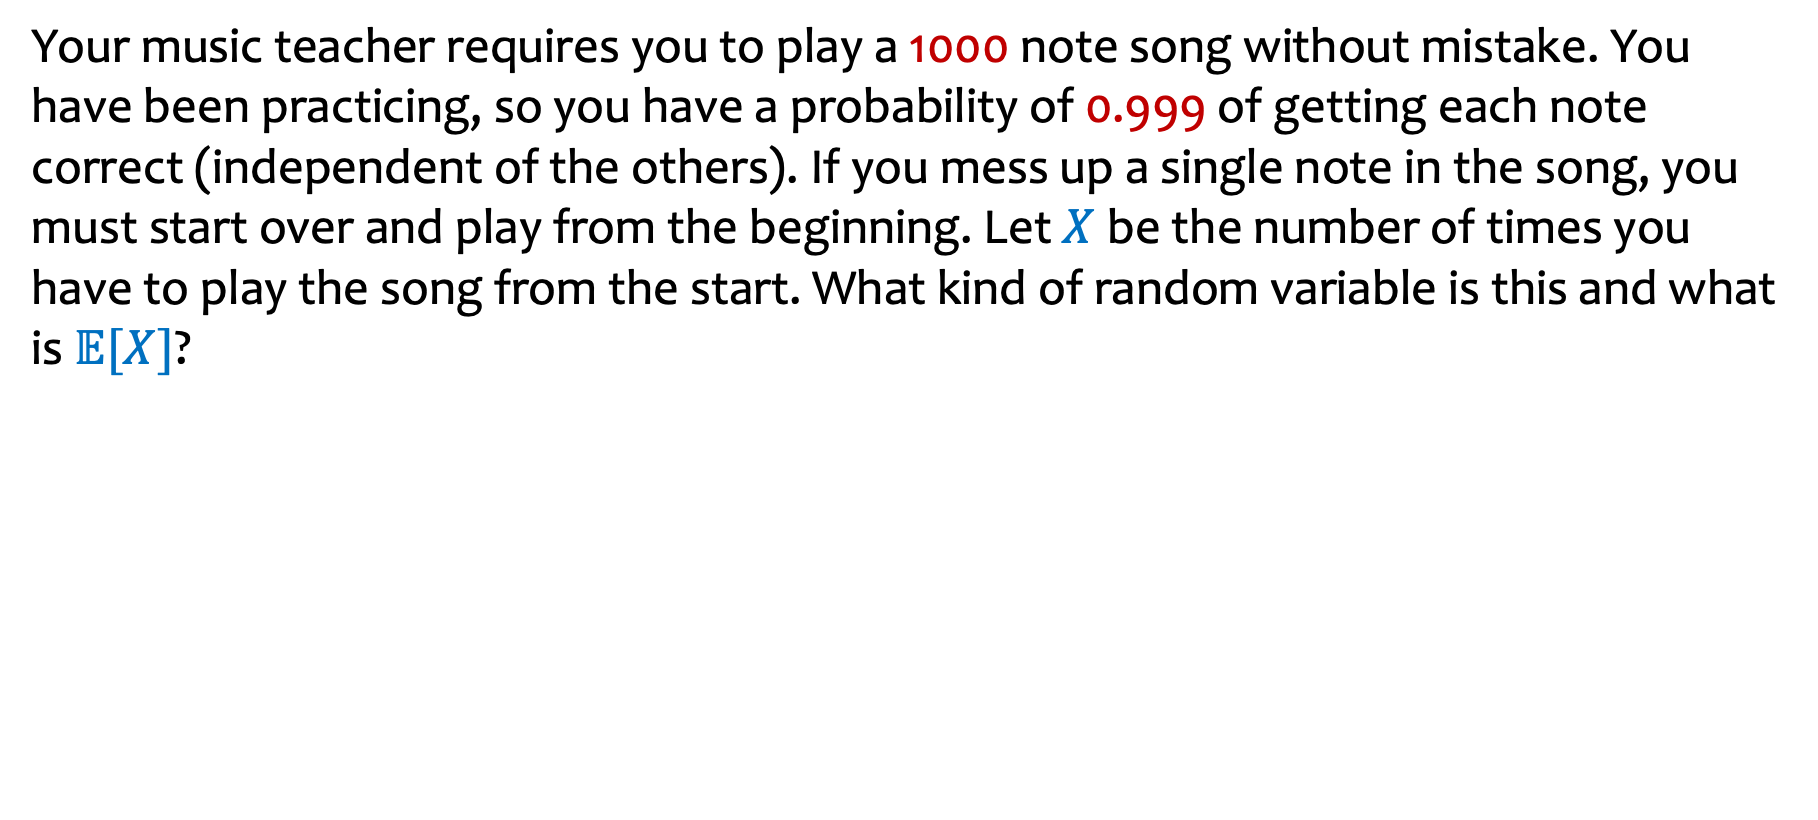 Your music teacher requires you to play a 1000 note song without mistake. You
have been practicing, so you have a probability of 0.999 of getting each note
correct (independent of the others). If you mess up a single note in the song, you
must start over and play from the beginning. Let X be the number of times you
have to play the song from the start. What kind of random variable is this and what
is 𝔼[X]?